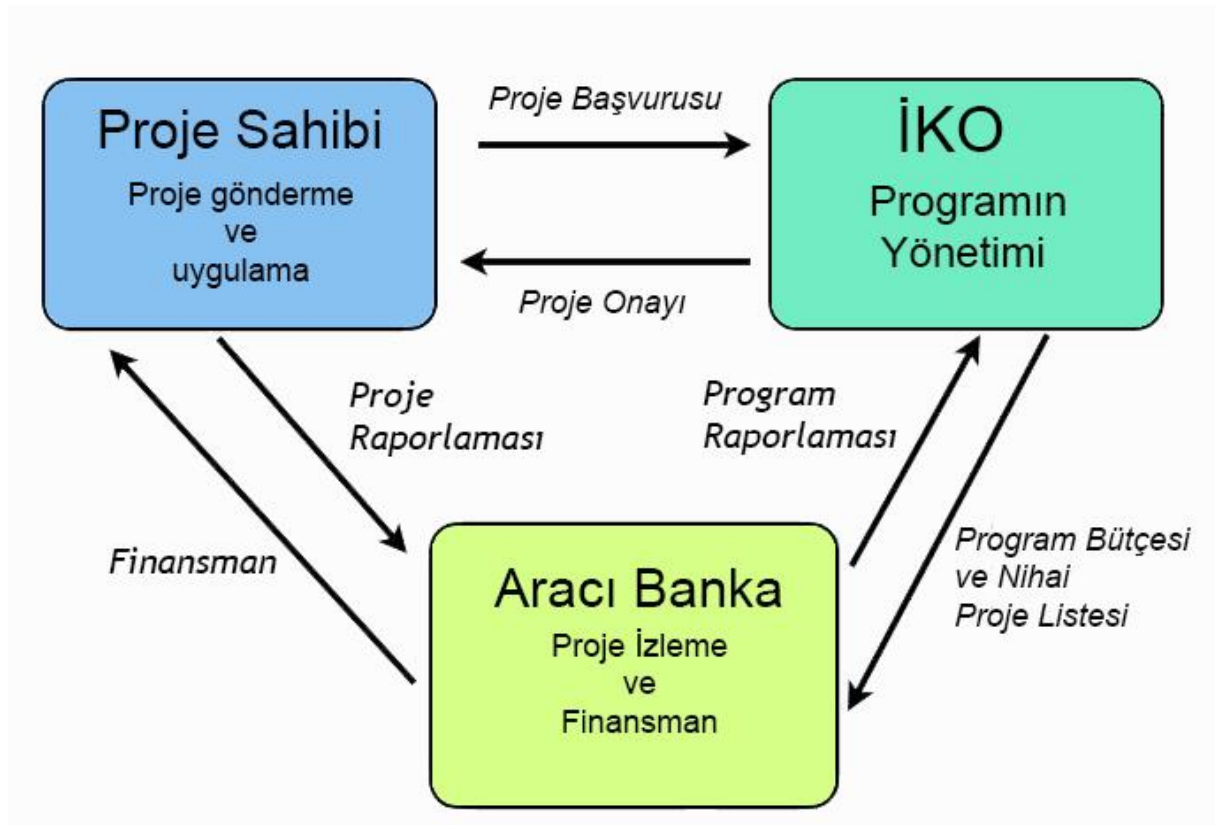 Proje Sahibi
Proje gönderme
ve
uygulama
Proje Başvurusu
İKO
Programın
Yönetimi
Proje Onayı
Proje
Raporlaması
Program
Raporlaması
Finansman
Aracı Banka
Proje İzleme
ve
Finansman
Program Bütçesi
ve Nihai
Proje Listesi